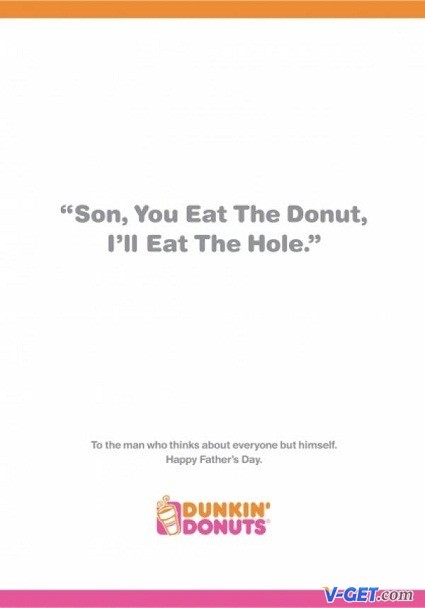 “Son, You Eat The Donut,
I’ll Eat The Hole.”
To the man who thinks about everyone but himself.
Happy Father’s Day.
DUNKIN'
DONUTS®
V-GET.com